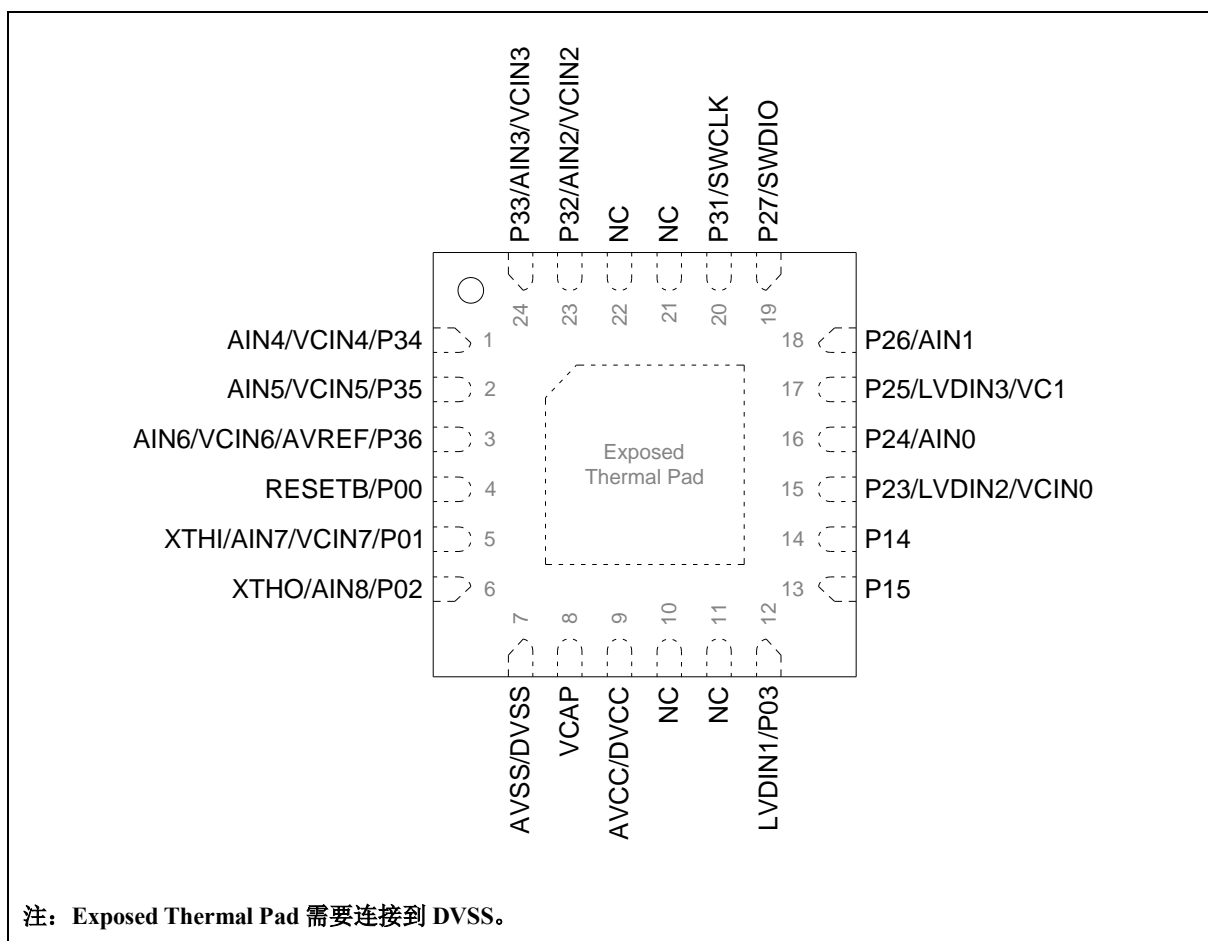 P33/AIN3/VCIN3
P32/AIN2/VCIN2
NC
NC
P31/SWCLK
P27/SWDIO
24
23
22
21
20
19
AIN4/VCIN4/P34
1
AIN5/VCIN5/P35
2
AIN6/VCIN6/AVREF/P36
3
RESETB/P00
4
XTHI/AIN7/VCIN7/P01
5
XTHO/AIN8/P02
6
Exposed
Thermal Pad
18
P26/AIN1
17
P25/LVDIN3/VC1
16
P24/AIN0
15
P23/LVDIN2/VCIN0
14
P14
13
P15
7
8
9
10
11
12
AVSS/DVSS
VCAP
AVCC/DVCC
NC
NC
LVDIN1/P03
注：Exposed Thermal Pad 需要连接到 DVSS。